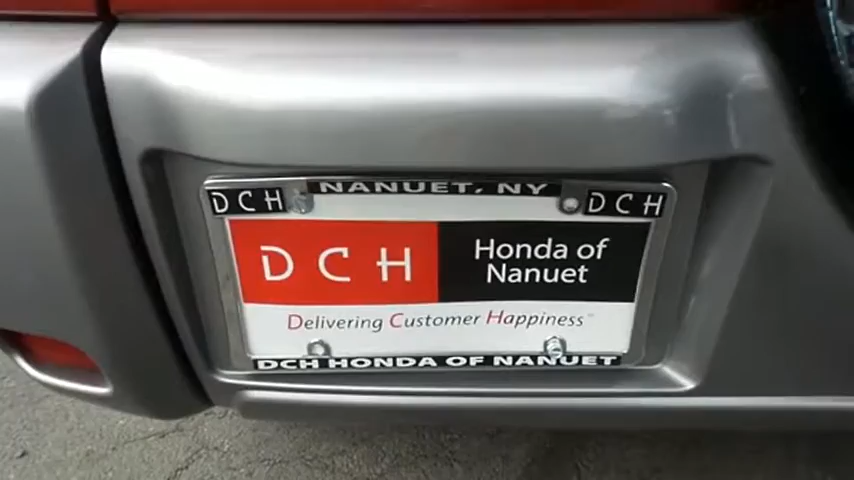 DCH NANUET, NY DCH
DCH Honda of
Nanuet
Delivering Customer Happiness™
DCH HONDA OF NANUET